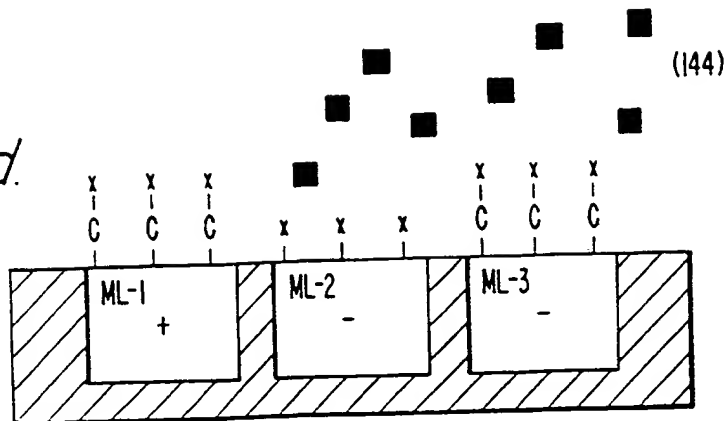 (144)
d.
x x x x x x
C C C x x x C C C
ML-1 ML-2 ML-3
+ - -